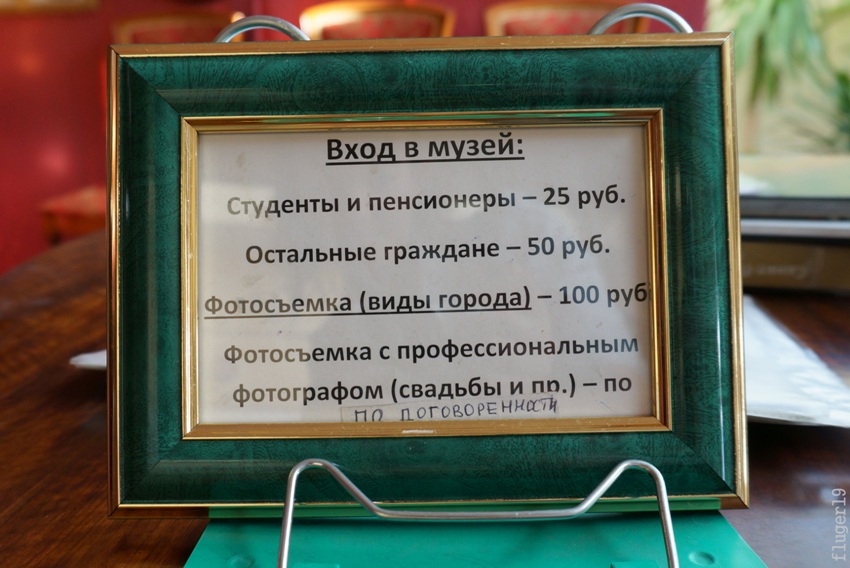 Вход в музей:
Студенты и пенсионеры – 25 руб.
Остальные граждане – 50 руб.
Фотосъемка (виды города) – 100 руб
Фотосъемка с профессиональным
фотографом (свадьбы и пр.) – по
ПО ДОГОВОРЕННОСТИ
fluger19